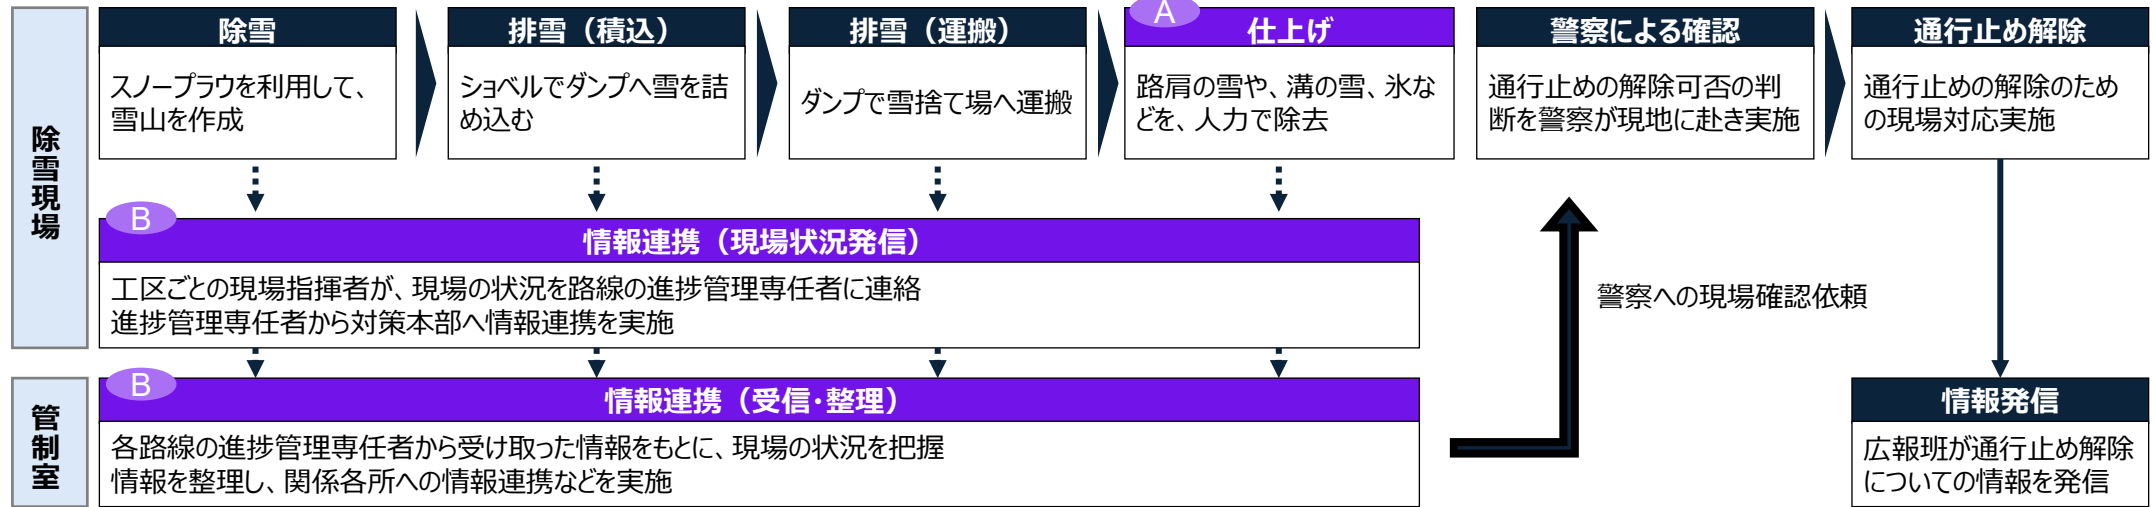 除雪現場
除雪
スノープラウを利用して、
雪山を作成
排雪（積込）
ショベルでダンプへ雪を詰
め込む
排雪（運搬）
ダンプで雪捨て場へ運搬
A
仕上げ
路肩の雪や、溝の雪、氷な
どを、人力で除去
警察による確認
通行止めの解除可否の判
断を警察が現地に赴き実施
通行止め解除
通行止めの解除のため
の現場対応実施
B
情報連携（現場状況発信）
工区ごとの現場指揮者が、現場の状況を路線の進捗管理専任者に連絡
進捗管理専任者から対策本部へ情報連携を実施
警察への現場確認依頼
管制室
B
情報連携（受信・整理）
各路線の進捗管理専任者から受け取った情報をもとに、現場の状況を把握
情報を整理し、関係各所への情報連携などを実施
情報発信
広報班が通行止め解除
についての情報を発信